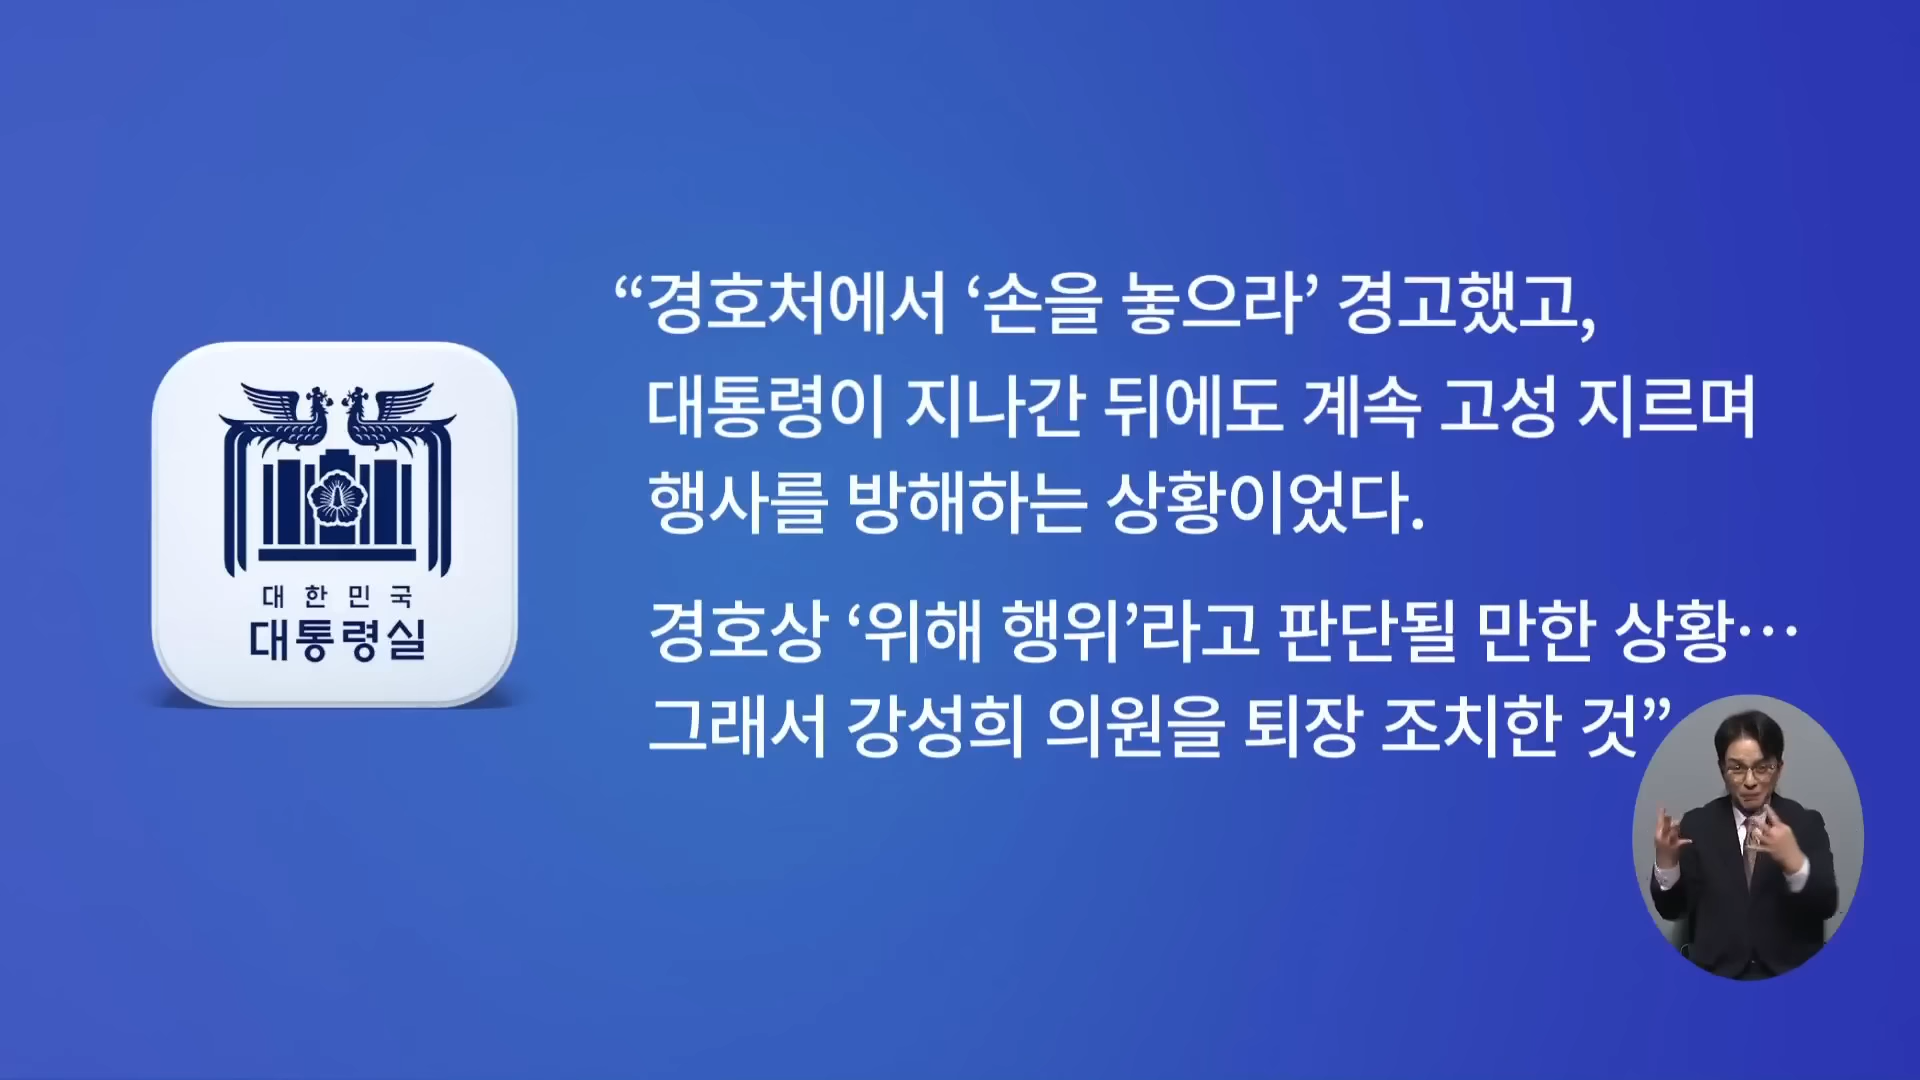 대한민국
대통령실
“경호처에서 ‘손을 놓으라’ 경고했고,
대통령이 지나간 뒤에도 계속 고성 지르며
행사를 방해하는 상황이었다.
경호상 ‘위해 행위’라고 판단될 만한 상황…
그래서 강성희 의원을 퇴장 조치한 것”